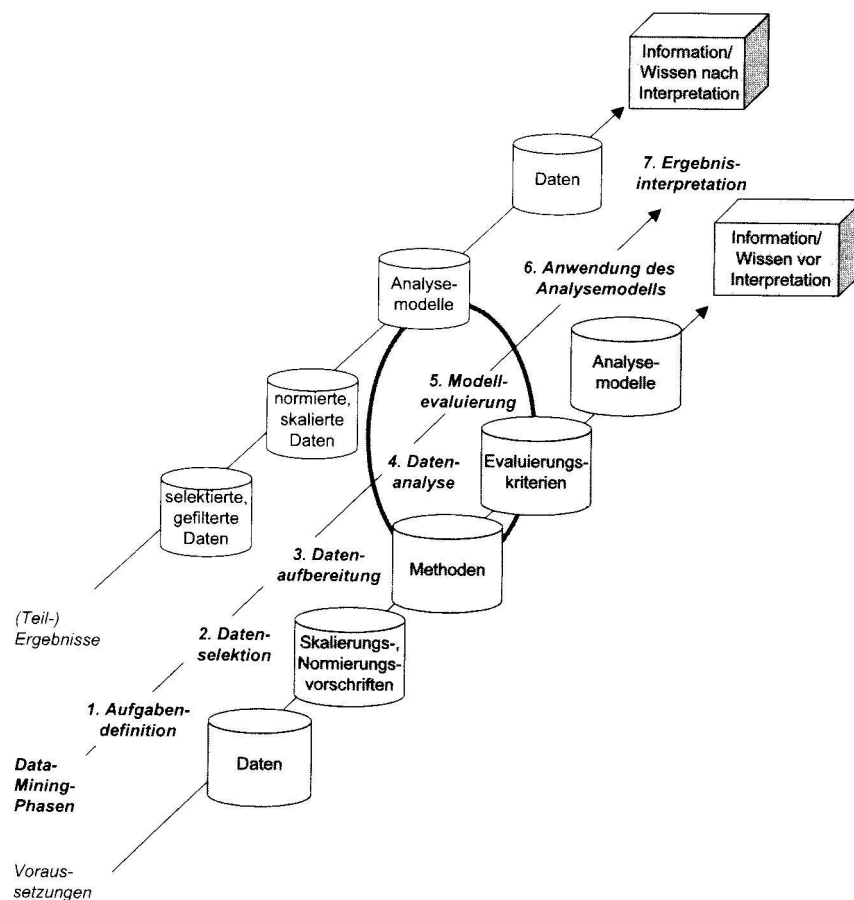 Information/
Wissen nach
Interpretation
Daten
7. Ergebnis-
interpretation
Information/
Wissen vor
Interpretation
6. Anwendung des
Analysemodells
Analyse-
modelle
Analyse-
modelle
5. Modell-
evaluierung
normierte,
skalierte
Daten
4. Daten-
analyse
Evaluierungs-
kriterien
selektierte,
gefilterte
Daten
3. Daten-
aufbereitung
Methoden
(Teil-)
Ergebnisse
2. Daten-
selektion
Skalierungs-,
Normierungs-
vorschriften
1. Aufgaben-
definition
Daten
Data-
Mining-
Phasen
Voraus-
setzungen